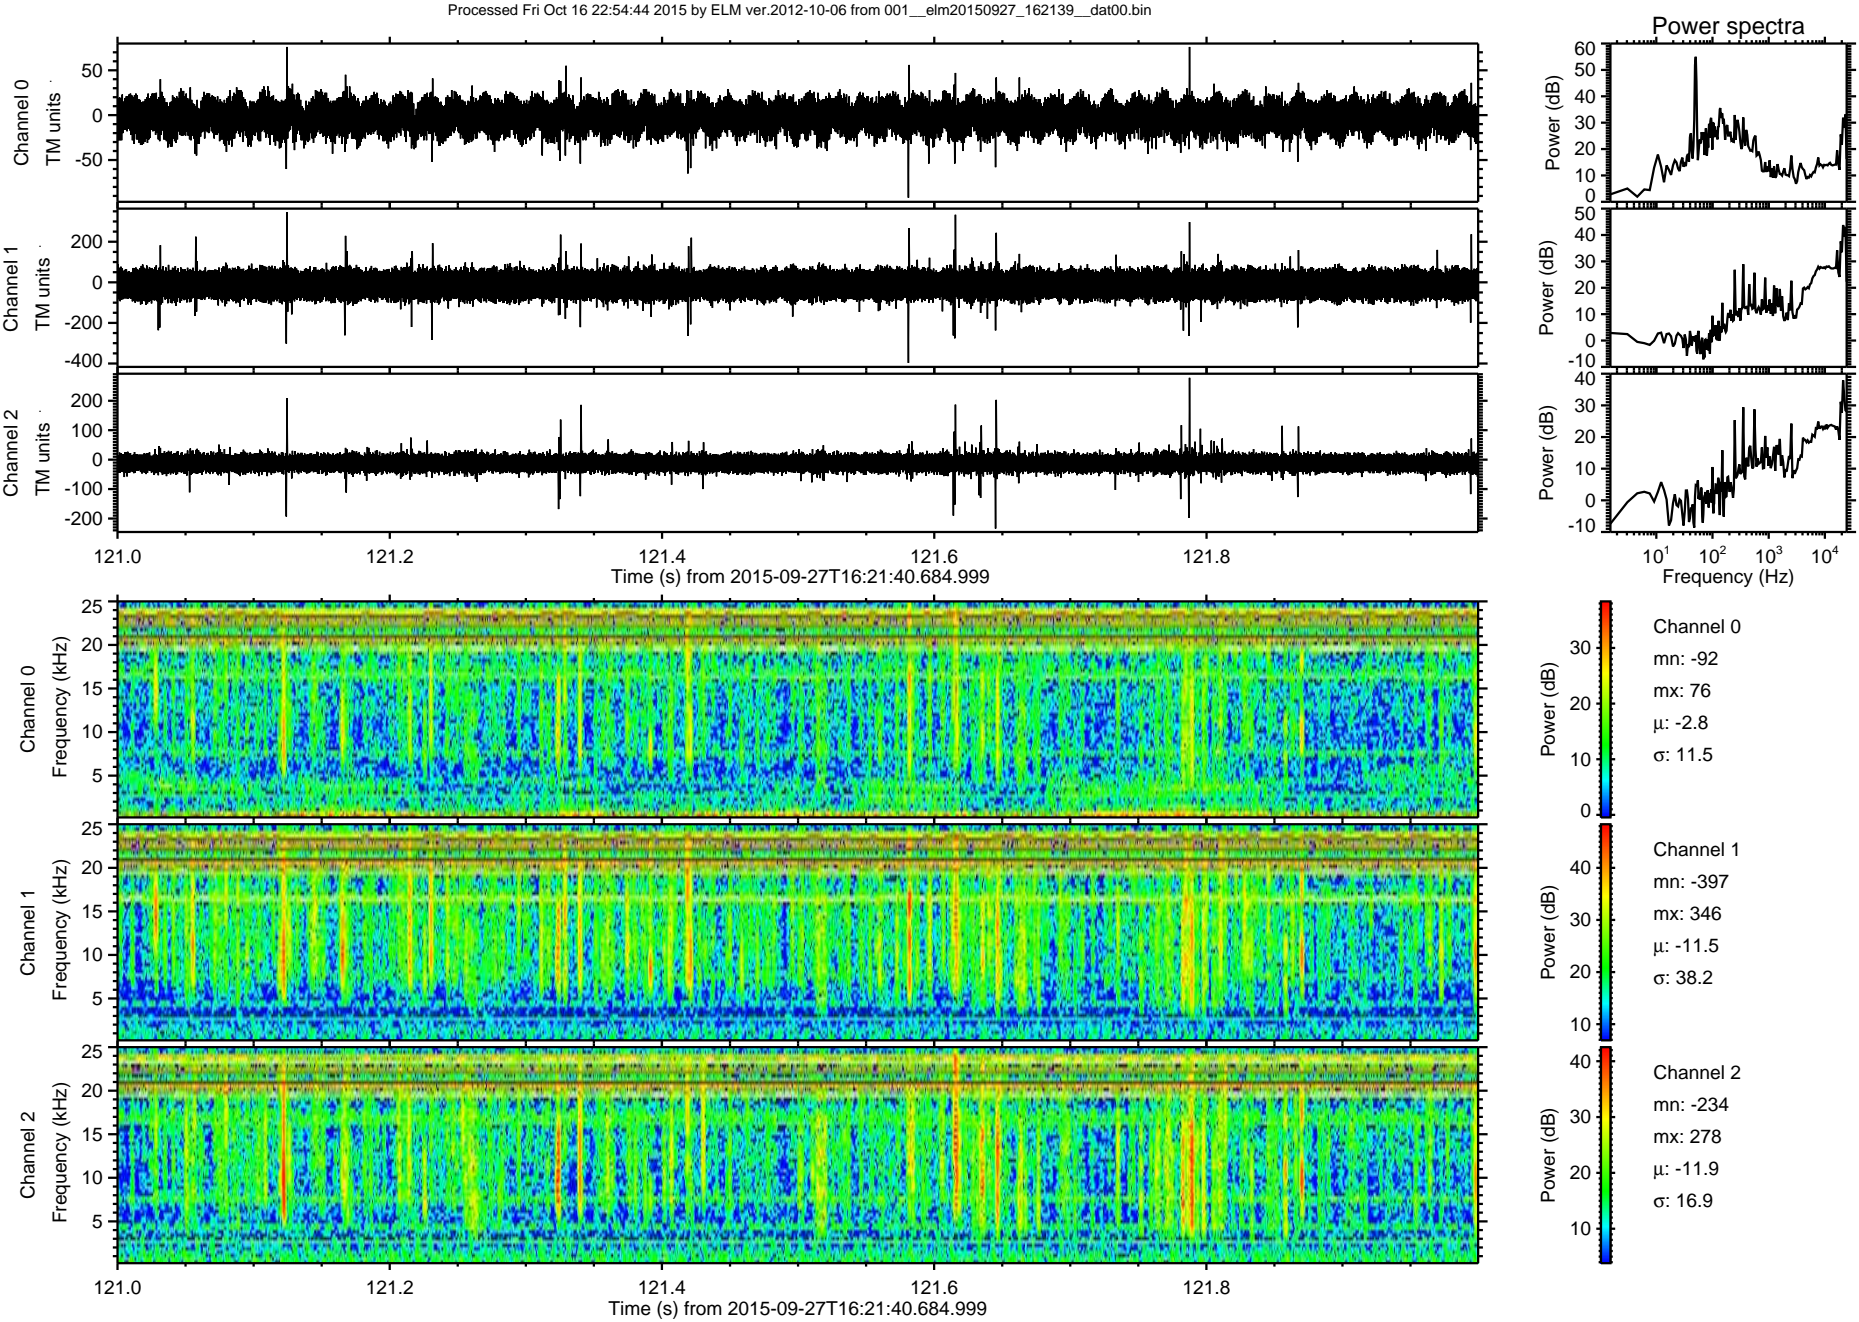 Processed Fri Oct 16 22:54:44 2015 by ELM ver.2012-10-06 from 001__elm20150927_162139__dat00.bin
Power spectra
Channel 0
TM units
50
0
-50
Power (dB)
60
50
40
30
20
10
0
Channel 1
TM units
200
0
-200
-400
Power (dB)
50
40
30
20
10
0
-10
Channel 2
TM units
200
100
0
-100
-200
Power (dB)
40
30
20
10
0
-10
121.0 121.2 121.4 121.6 121.8
Time (s) from 2015-09-27T16:21:40.684.999
10^1 10^2 10^3 10^4
Frequency (Hz)
Channel 0
Frequency (kHz)
25
20
15
10
5
Power (dB)
30
20
10
0
Channel 0
mn: -92
mx: 76
μ: -2.8
σ: 11.5
Channel 1
Frequency (kHz)
25
20
15
10
5
Power (dB)
40
30
20
10
Channel 1
mn: -397
mx: 346
μ: -11.5
σ: 38.2
Channel 2
Frequency (kHz)
25
20
15
10
5
Power (dB)
40
30
20
10
Channel 2
mn: -234
mx: 278
μ: -11.9
σ: 16.9
121.0 121.2 121.4 121.6 121.8
Time (s) from 2015-09-27T16:21:40.684.999